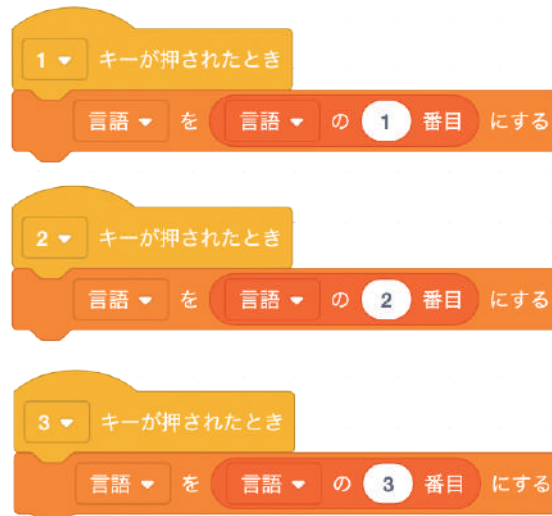 1 キーが押されたとき
言語 を 言語 の 1 番目 にする
2 キーが押されたとき
言語 を 言語 の 2 番目 にする
3 キーが押されたとき
言語 を 言語 の 3 番目 にする